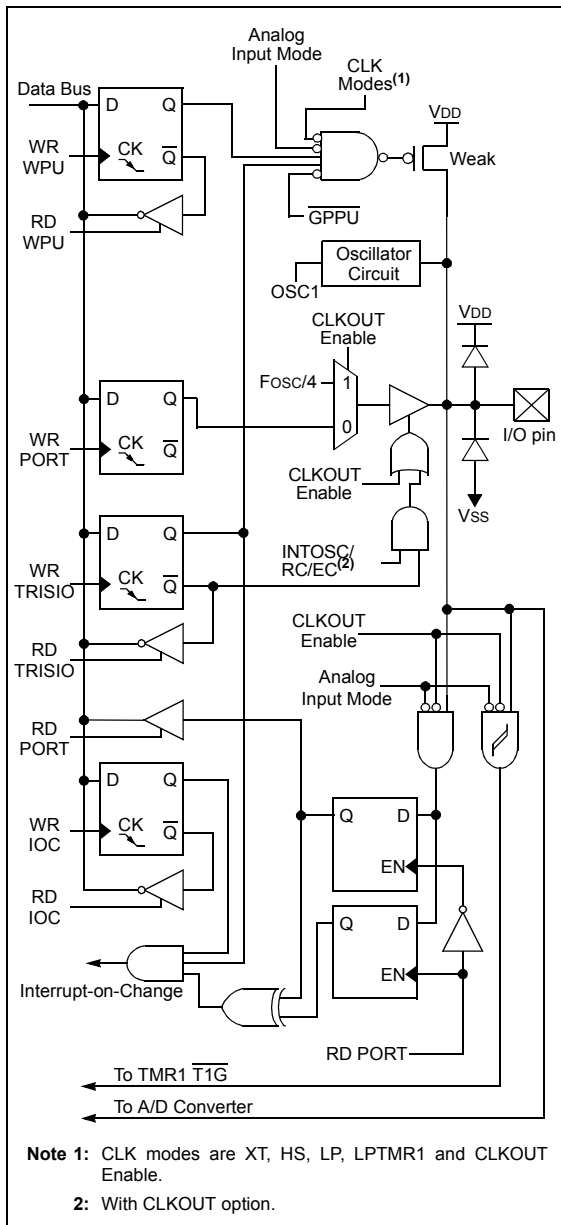 Analog
Input Mode
CLK
Modes(1)
VDD
Data Bus
D Q
WR
WPU
CK Q
Weak
RD
WPU
GPPU
Oscillator
Circuit
OSC1
CLKOUT
Enable
VDD
FOSC/4
1
D Q
0
I/O pin
WR
PORT
CK Q
CLKOUT
Enable
VSS
D Q
INTOSC/
RC/EC(2)
WR
TRISIO
CK Q
RD
TRISIO
CLKOUT
Enable
Analog
Input Mode
RD
PORT
D Q
WR
IOC
CK Q
Q D
EN
RD
IOC
Q D
EN
Interrupt-on-Change
RD PORT
To TMR1 T1G
To A/D Converter
Note 1: CLK modes are XT, HS, LP, LPTMR1 and CLKOUT
Enable.
2: With CLKOUT option.